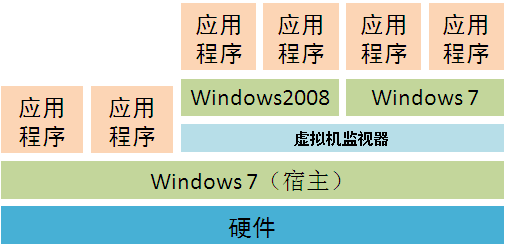 应用 应用 应用 应用
程序 程序 程序 程序
Windows2008 Windows 7
应用 应用
程序 程序
虚拟机监视器
Windows 7（宿主）
硬件